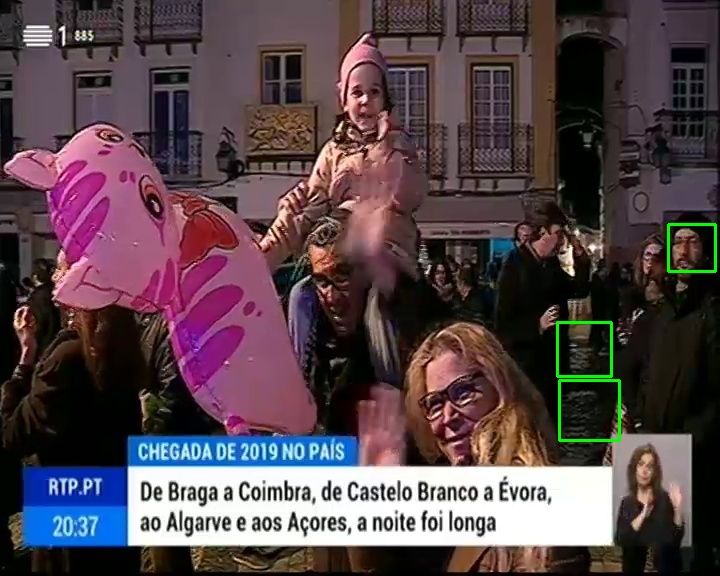 1 885
CHEGADA DE 2019 NO PAÍS
RTP.PT
De Braga a Coimbra, de Castelo Branco a Évora,
20:37
ao Algarve e aos Açores, a noite foi longa